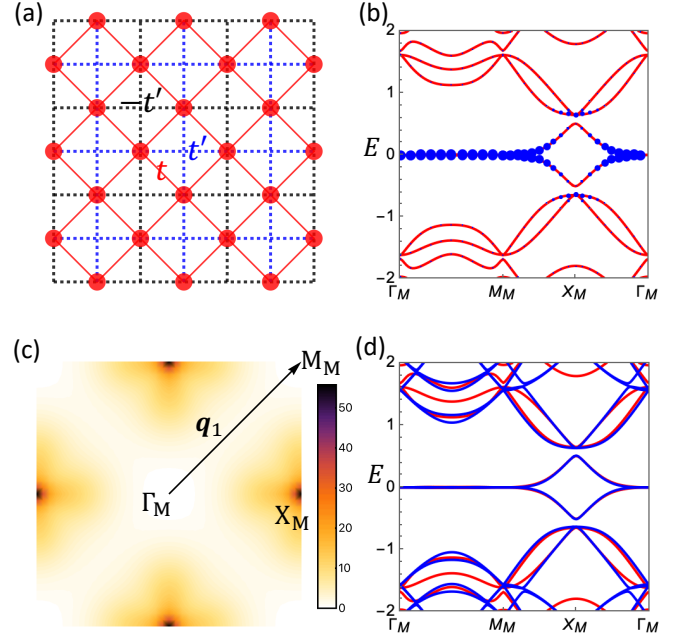 (a)
−t′
t′
t
(b)
2
1
E 0
−1
−2
Γ_M M_M X_M Γ_M
(c)
M_M
q₁
Γ_M
X_M
50
40
30
20
10
0
(d)
2
1
E 0
−1
−2
Γ_M M_M X_M Γ_M